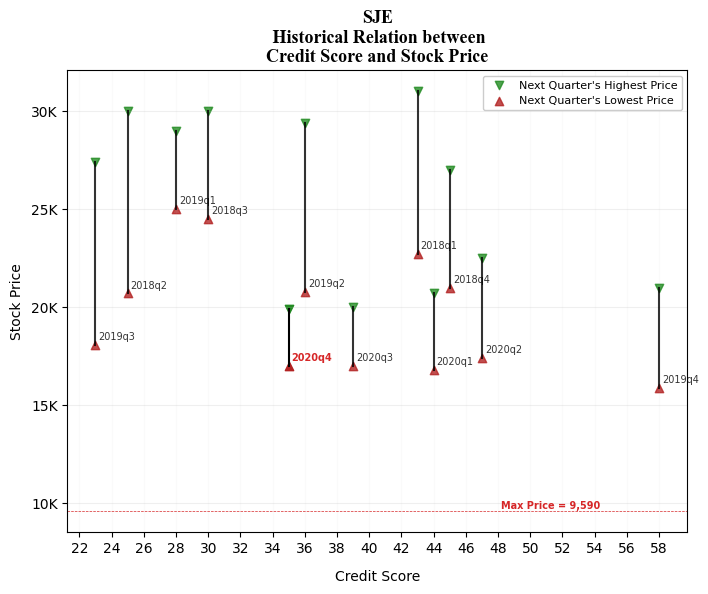 SJE
Historical Relation between
Credit Score and Stock Price
Next Quarter's Highest Price
Next Quarter's Lowest Price
30K
25K
20K
15K
10K
Stock Price
2019q3
2018q2
2019q1
2018q3
2020q4
2019q2
2020q3
2018q1
2020q1
2018q4
2020q2
2019q4
Max Price = 9,590
22 24 26 28 30 32 34 36 38 40 42 44 46 48 50 52 54 56 58
Credit Score